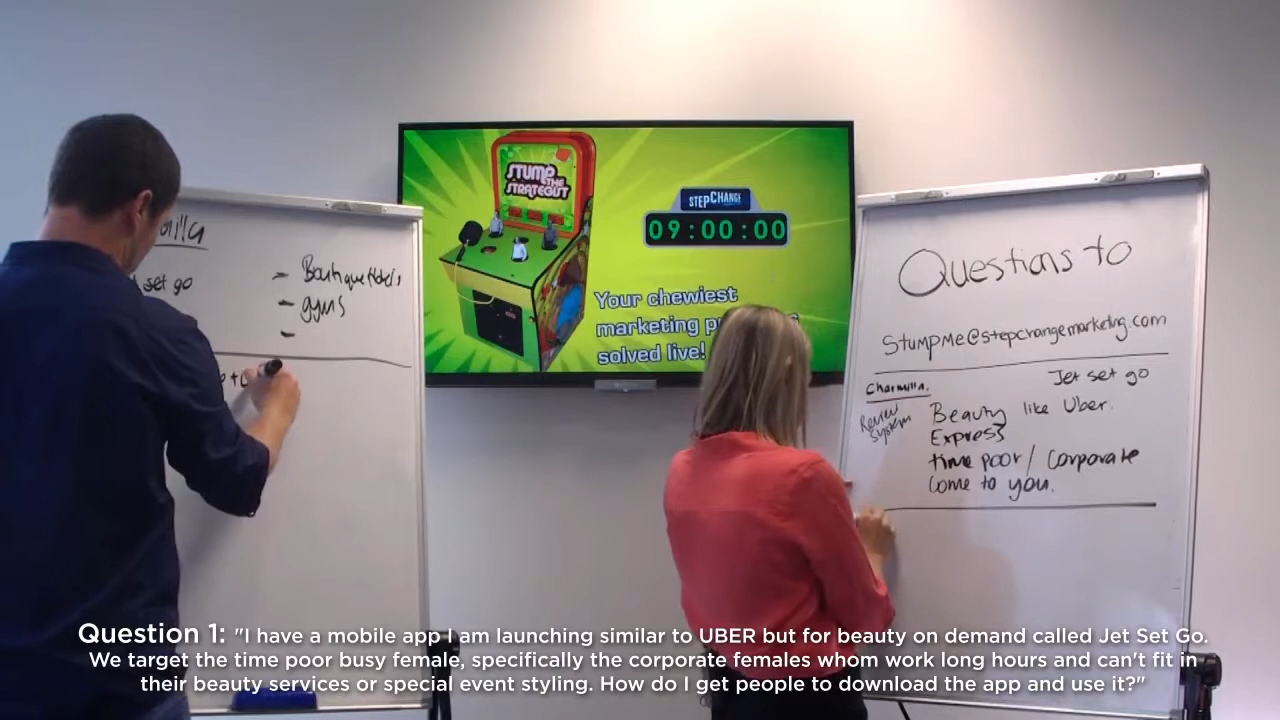 set go
- Boutique Hotels
- gyms
-
STUMP
THE
STRATEGIST
STEPCHANGE
09:00:00
Your chewiest
marketing
solved live!
Questions to
Stumpme@stepchangemarketing.com
Charmilla.
Jet set go
Review
System
Beauty like Uber.
Express
time poor/ Corporate
Come to you.
Question 1: "I have a mobile app I am launching similar to UBER but for beauty on demand called Jet Set Go.
We target the time poor busy female, specifically the corporate females whom work long hours and can't fit in
their beauty services or special event styling. How do I get people to download the app and use it?"